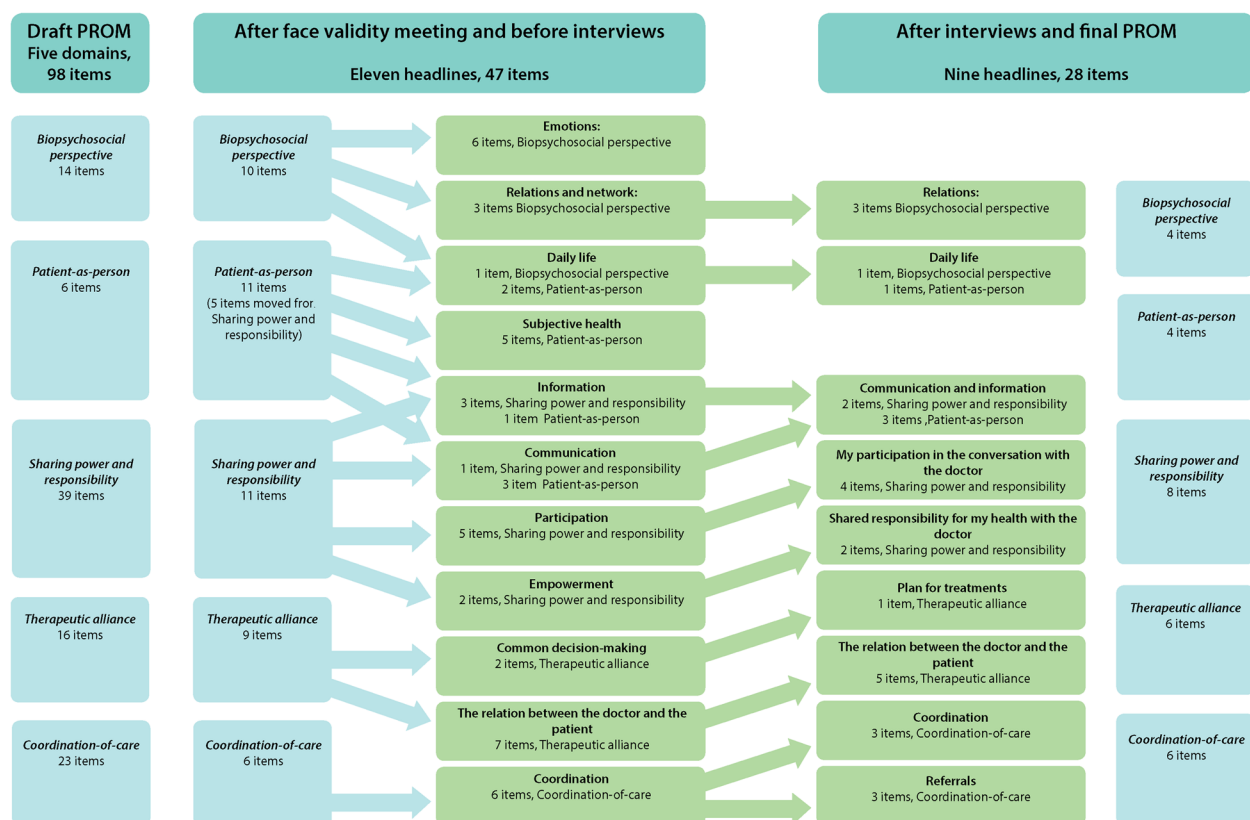 Draft PROM
Five domains,
98 items
After face validity meeting and before interviews
Eleven headlines, 47 items
After interviews and final PROM
Nine headlines, 28 items
Biopsychosocial
perspective
14 items
Patient-as-person
6 items
Sharing power and
responsibility
39 items
Therapeutic alliance
16 items
Coordination-of-care
23 items
Biopsychosocial
perspective
10 items
Patient-as-person
11 items
(5 items moved fror.
Sharing power and
responsibility)
Sharing power and
responsibility
11 items
Therapeutic alliance
9 items
Coordination-of-care
6 items
Emotions:
6 items, Biopsychosocial perspective
Relations and network:
3 items Biopsychosocial perspective
Daily life
1 item, Biopsychosocial perspective
2 items, Patient-as-person
Subjective health
5 items, Patient-as-person
Information
3 items, Sharing power and responsibility
1 item Patient-as-person
Communication
1 item, Sharing power and responsibility
3 item Patient-as-person
Participation
5 items, Sharing power and responsibility
Empowerment
2 items, Sharing power and responsibility
Common decision-making
2 items, Therapeutic alliance
The relation between the doctor and the
patient
7 items, Therapeutic alliance
Coordination
6 items, Coordination-of-care
Relations:
3 items Biopsychosocial perspective
Daily life
1 item, Biopsychosocial perspective
1 items, Patient-as-person
Communication and information
2 items, Sharing power and responsibility
3 items ,Patient-as-person
My participation in the conversation with
the doctor
4 items, Sharing power and responsibility
Shared responsibility for my health with the
doctor
2 items, Sharing power and responsibility
Plan for treatments
1 item, Therapeutic alliance
The relation between the doctor and the
patient
5 items, Therapeutic alliance
Coordination
3 items, Coordination-of-care
Referrals
3 items, Coordination-of-care
Biopsychosocial
perspective
4 items
Patient-as-person
4 items
Sharing power and
responsibility
8 items
Therapeutic alliance
6 items
Coordination-of-care
6 items